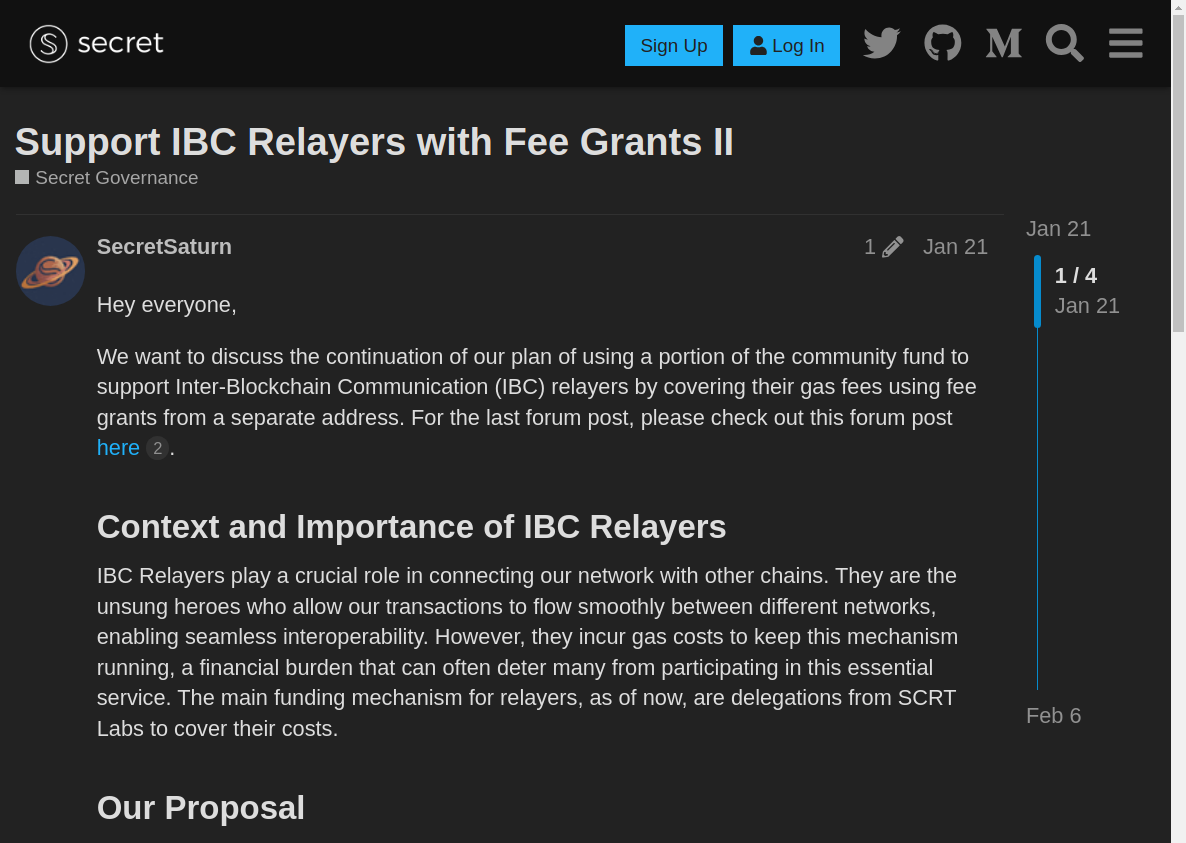 secret
Sign Up
Log In
Support IBC Relayers with Fee Grants II
Secret Governance
SecretSaturn
1
Jan 21
Hey everyone,
We want to discuss the continuation of our plan of using a portion of the community fund to
support Inter-Blockchain Communication (IBC) relayers by covering their gas fees using fee
grants from a separate address. For the last forum post, please check out this forum post
here 2 .
Context and Importance of IBC Relayers
IBC Relayers play a crucial role in connecting our network with other chains. They are the
unsung heroes who allow our transactions to flow smoothly between different networks,
enabling seamless interoperability. However, they incur gas costs to keep this mechanism
running, a financial burden that can often deter many from participating in this essential
service. The main funding mechanism for relayers, as of now, are delegations from SCRT
Labs to cover their costs.
Our Proposal
Jan 21
1 / 4
Jan 21
Feb 6